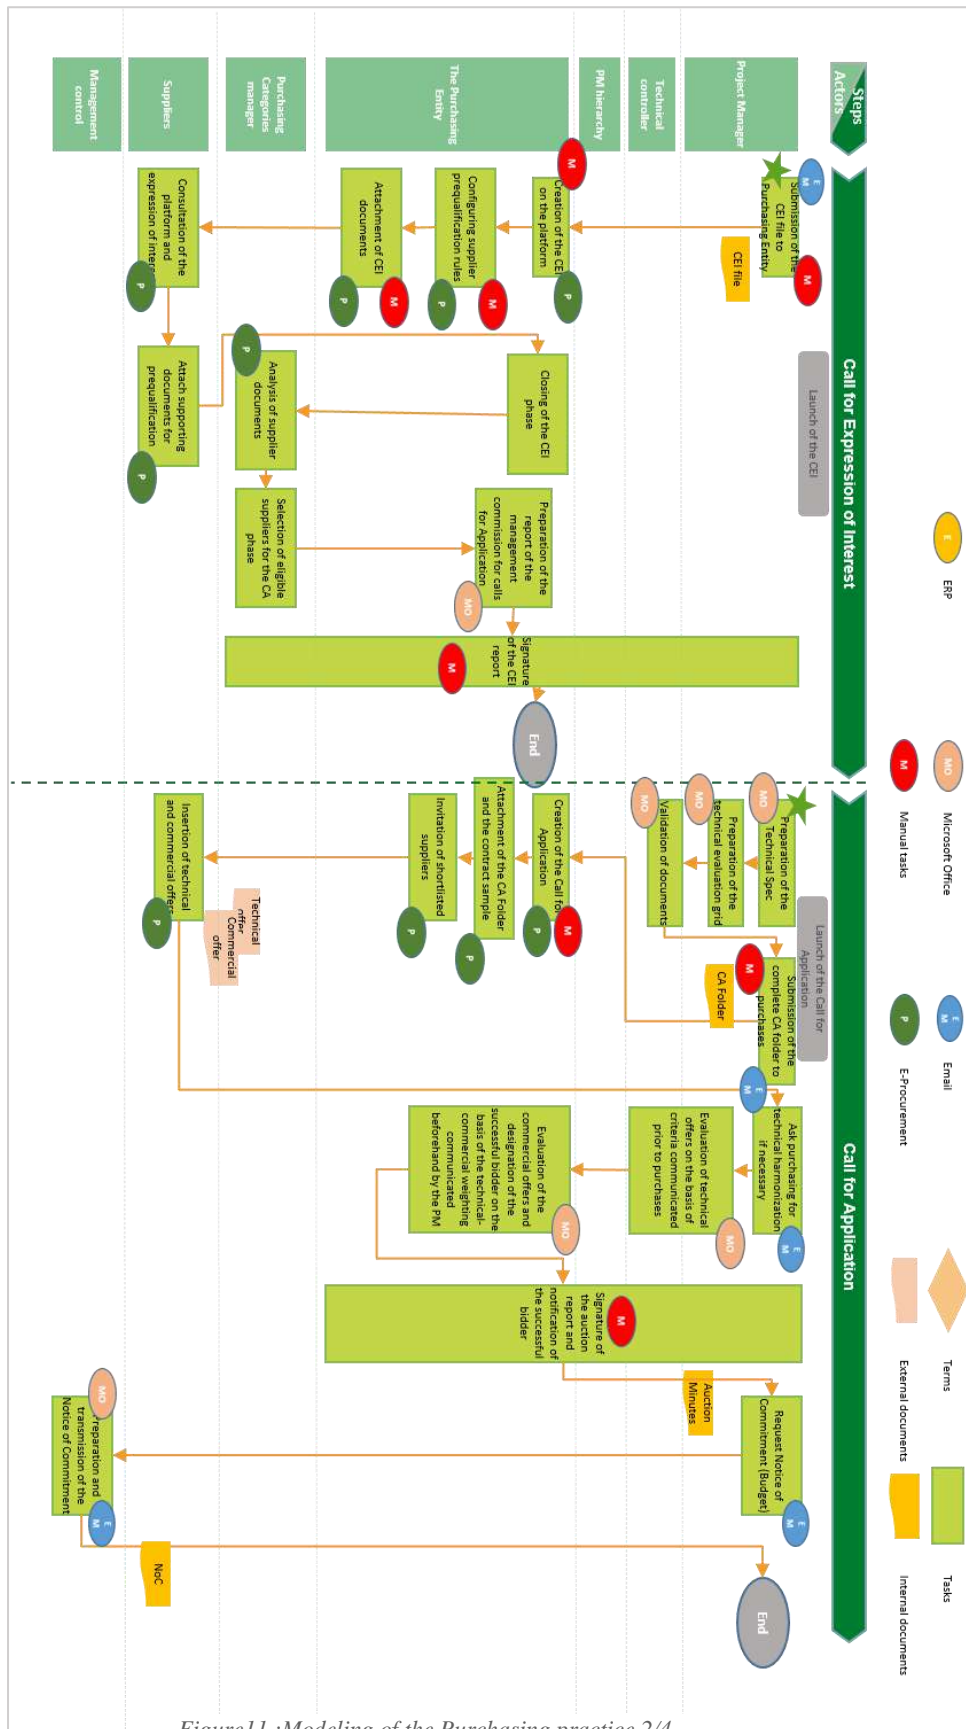 ERP
Microsoft Office
Email
Terms
Tasks
Manual tasks
E-Procurement
External documents
Internal documents
E
MO
E
M
M
P
Steps
Actors
Call for Expression of Interest
Call for Application
Project Manager
Technical
controller
PM hierarchy
The Purchasing
Entity
Purchasing
Categories
manager
Suppliers
Management
control
Launch of the CEI
E
M
Submission of the
CEI file to
Purchasing Entity
M
CEI file
M
Creation of the CEI
on the platform
P
Configuring supplier
prequalification rules
M
P
Attachment of CEI
documents
M
P
Consultation of the
platform and
expression of interest
P
Attach supporting
documents for
prequalification
P
Closing of the CEI
phase
P
Analysis of supplier
documents
Selection of eligible
suppliers for the CA
phase
Preparation of the
report of the
management
commission for calls
for Application
MO
Signature
of the CEI
report
M
End
Launch of the Call for
Application
MO
Preparation of the
Technical Spec
MO
Preparation of the
technical evaluation grid
MO
Validation of documents
Submission of the
complete CA folder to
purchases
M
CA Folder
Creation of the Call for
Application
M
P
Attachment of the CA Folder
and the contract sample
P
Invitation of shortlisted
suppliers
P
Insertion of technical
and commercial offers
P
Technical
offer
Commercial
offer
E
M
Ask purchasing for
technical harmonization
if necessary
E
M
Evaluation of technical
offers on the basis of
criteria communicated
prior to purchases
MO
Evaluation of the
commercial offers and
designation of the
successful bidder on the
basis of the technical-
commercial weighting
communicated
beforehand by the PM
MO
Signature of
the auction
report and
notification of
the successful
bidder
M
Auction
Minutes
Request Notice of
Commitment (Budget)
E
M
MO
Preparation and
transmission of the
Notice of Commitment
E
M
NoC
End
Figure11 :Modeling of the Purchasing practice 2/4